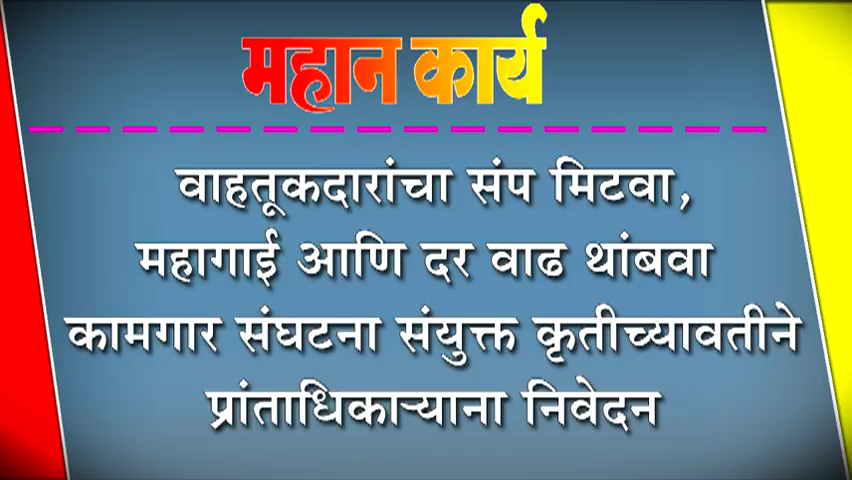 महान कार्य
वाहतूकदारांचा संप मिटवा,
महागाई आणि दर वाढ थांबवा
कामगार संघटना संयुक्त कृतीच्यावतीने
प्रांताधिकाऱ्याना निवेदन